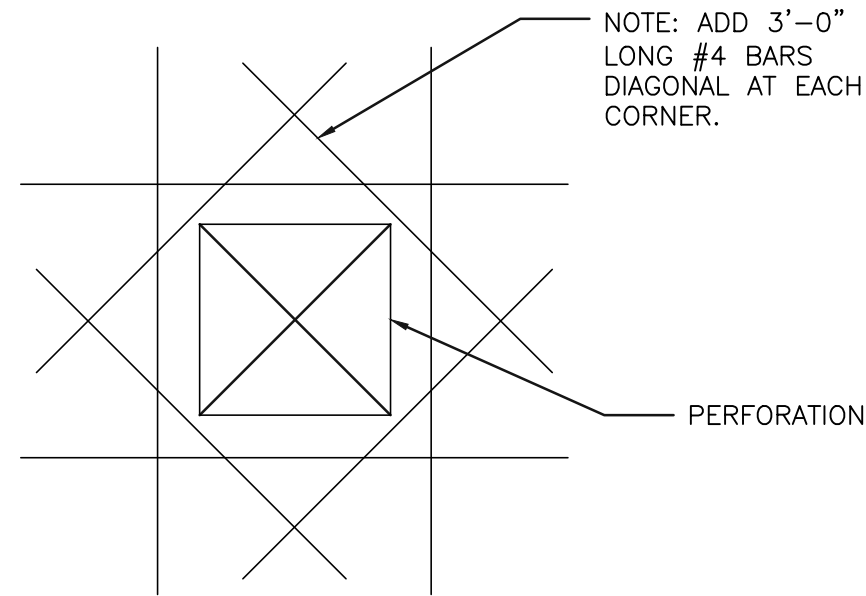 NOTE: ADD 3'-0"
LONG #4 BARS
DIAGONAL AT EACH
CORNER.
PERFORATION